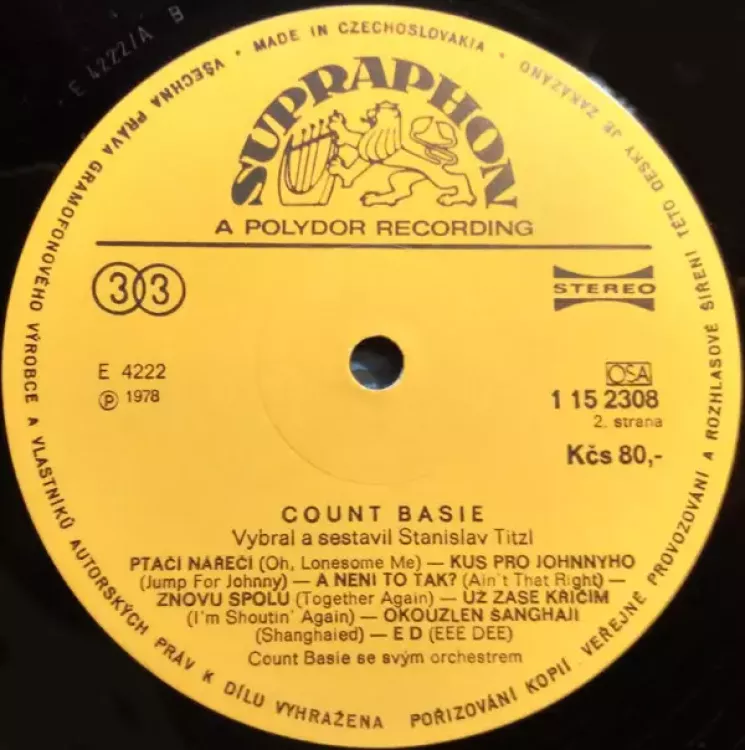 E 4222/A B
MADE IN CZECHOSLOVAKIA • VŠECHNA PRÁVA GRAMOFONOVÉHO VÝROBCE A VLASTNÍKŮ AUTORSKÝCH PRÁV K DÍLU VYHRAŽENA POŘIZOVÁNÍ KOPIÍ VEŘEJNÉ PROVOZOVÁNÍ A ROZHLASOVÉ ŠÍŘENÍ TÉTO DESKY JE ZAKÁZÁNO •
SUPRAPHON
A POLYDOR RECORDING
33
STEREO
E 4222
℗ 1978
OSA
1 15 2308
2. strana
Kčs 80,-
COUNT BASIE
Vybral a sestavil Stanislav Titzl
PTAČÍ NÁŘEČÍ (Oh, Lonesome Me) — KUS PRO JOHNNYHO
(Jump For Johnny) — A NENÍ TO TAK? (Ain't That Right) —
ZNOVU SPOLU (Together Again) — UŽ ZASE KŘIČÍM
(I'm Shoutin' Again) — OKOUZLEN ŠANGHAJÍ
(Shanghaied) — E D (EEE DEE)
Count Basie se svým orchestrem